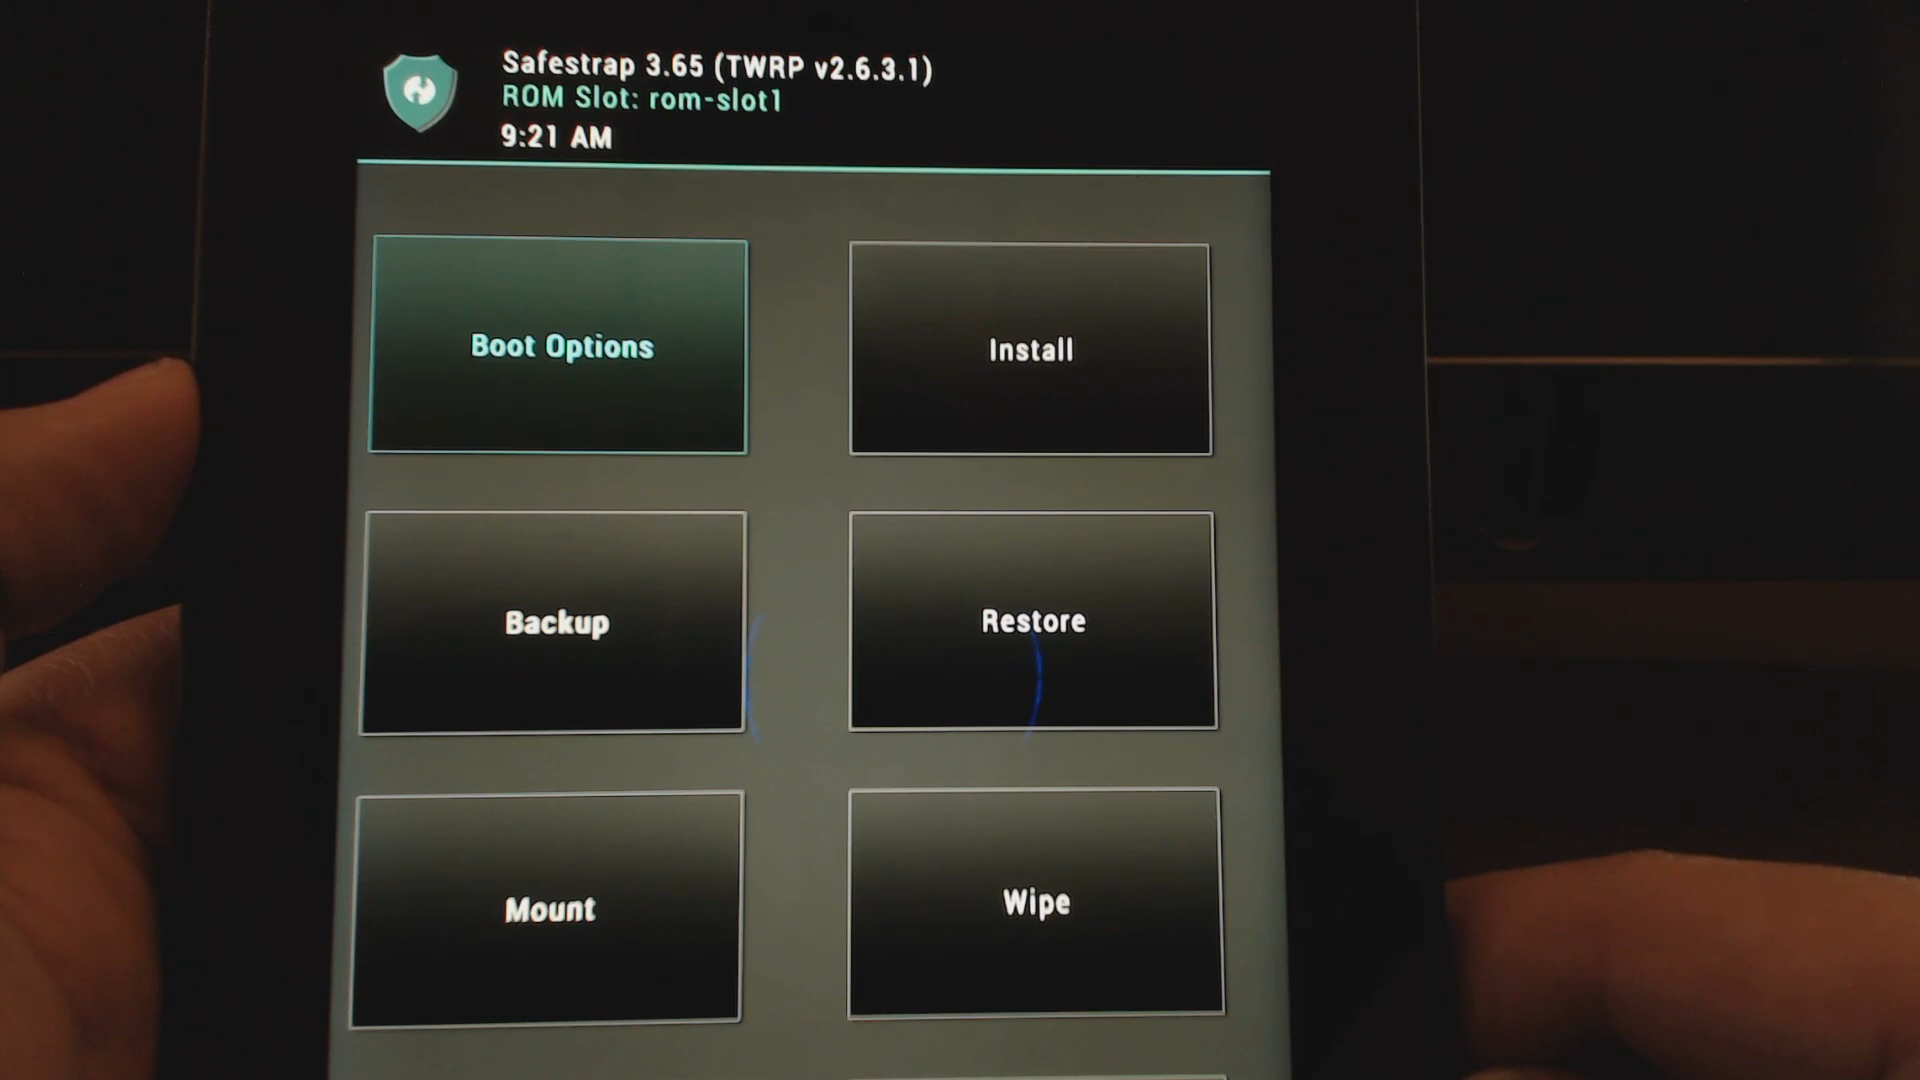 Safestrap 3.65 (TWRP v2.6.3.1)
ROM Slot: rom-slot1
9:21 AM
Boot Options
Install
Backup
Restore
Mount
Wipe